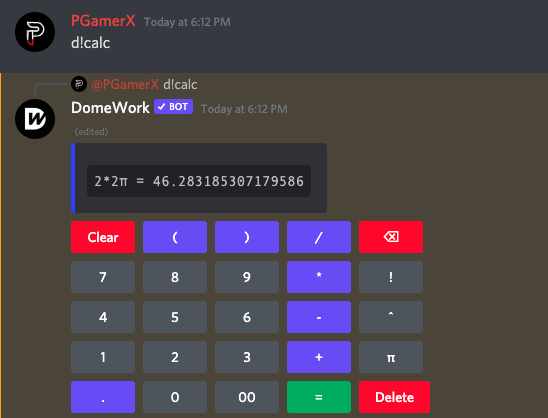 PGamerX Today at 6:12 PM
d!calc
@PGamerX d!calc
DomeWork ✓ BOT Today at 6:12 PM
(edited)
2*2π = 46.283185307179586
Clear ( ) / ⌫
7 8 9 * !
4 5 6 - ^
1 2 3 + π
. 0 00 = Delete